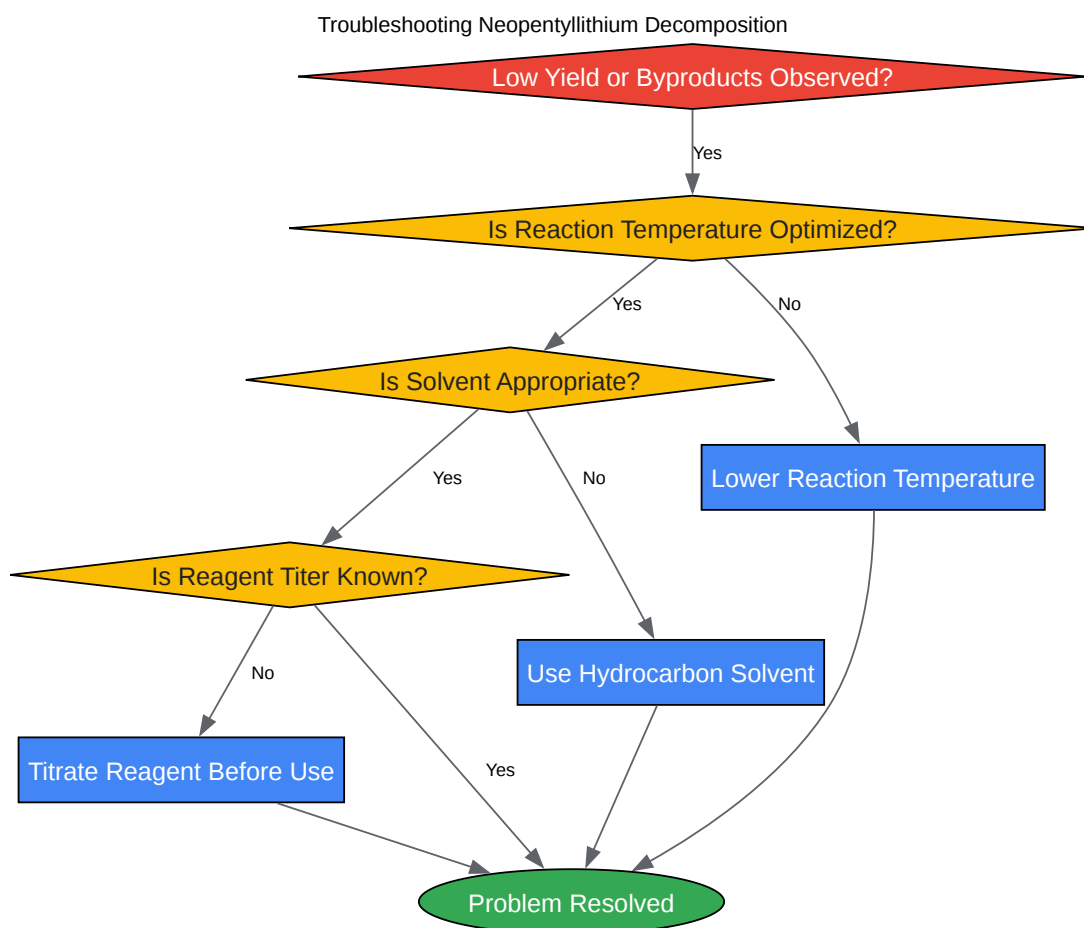 Troubleshooting Neopentyllithium Decomposition
Low Yield or Byproducts Observed?
Yes
Is Reaction Temperature Optimized?
Yes
No
Is Solvent Appropriate?
Yes
No
Lower Reaction Temperature
Is Reagent Titer Known?
No
Use Hydrocarbon Solvent
Titrate Reagent Before Use
Yes
Problem Resolved